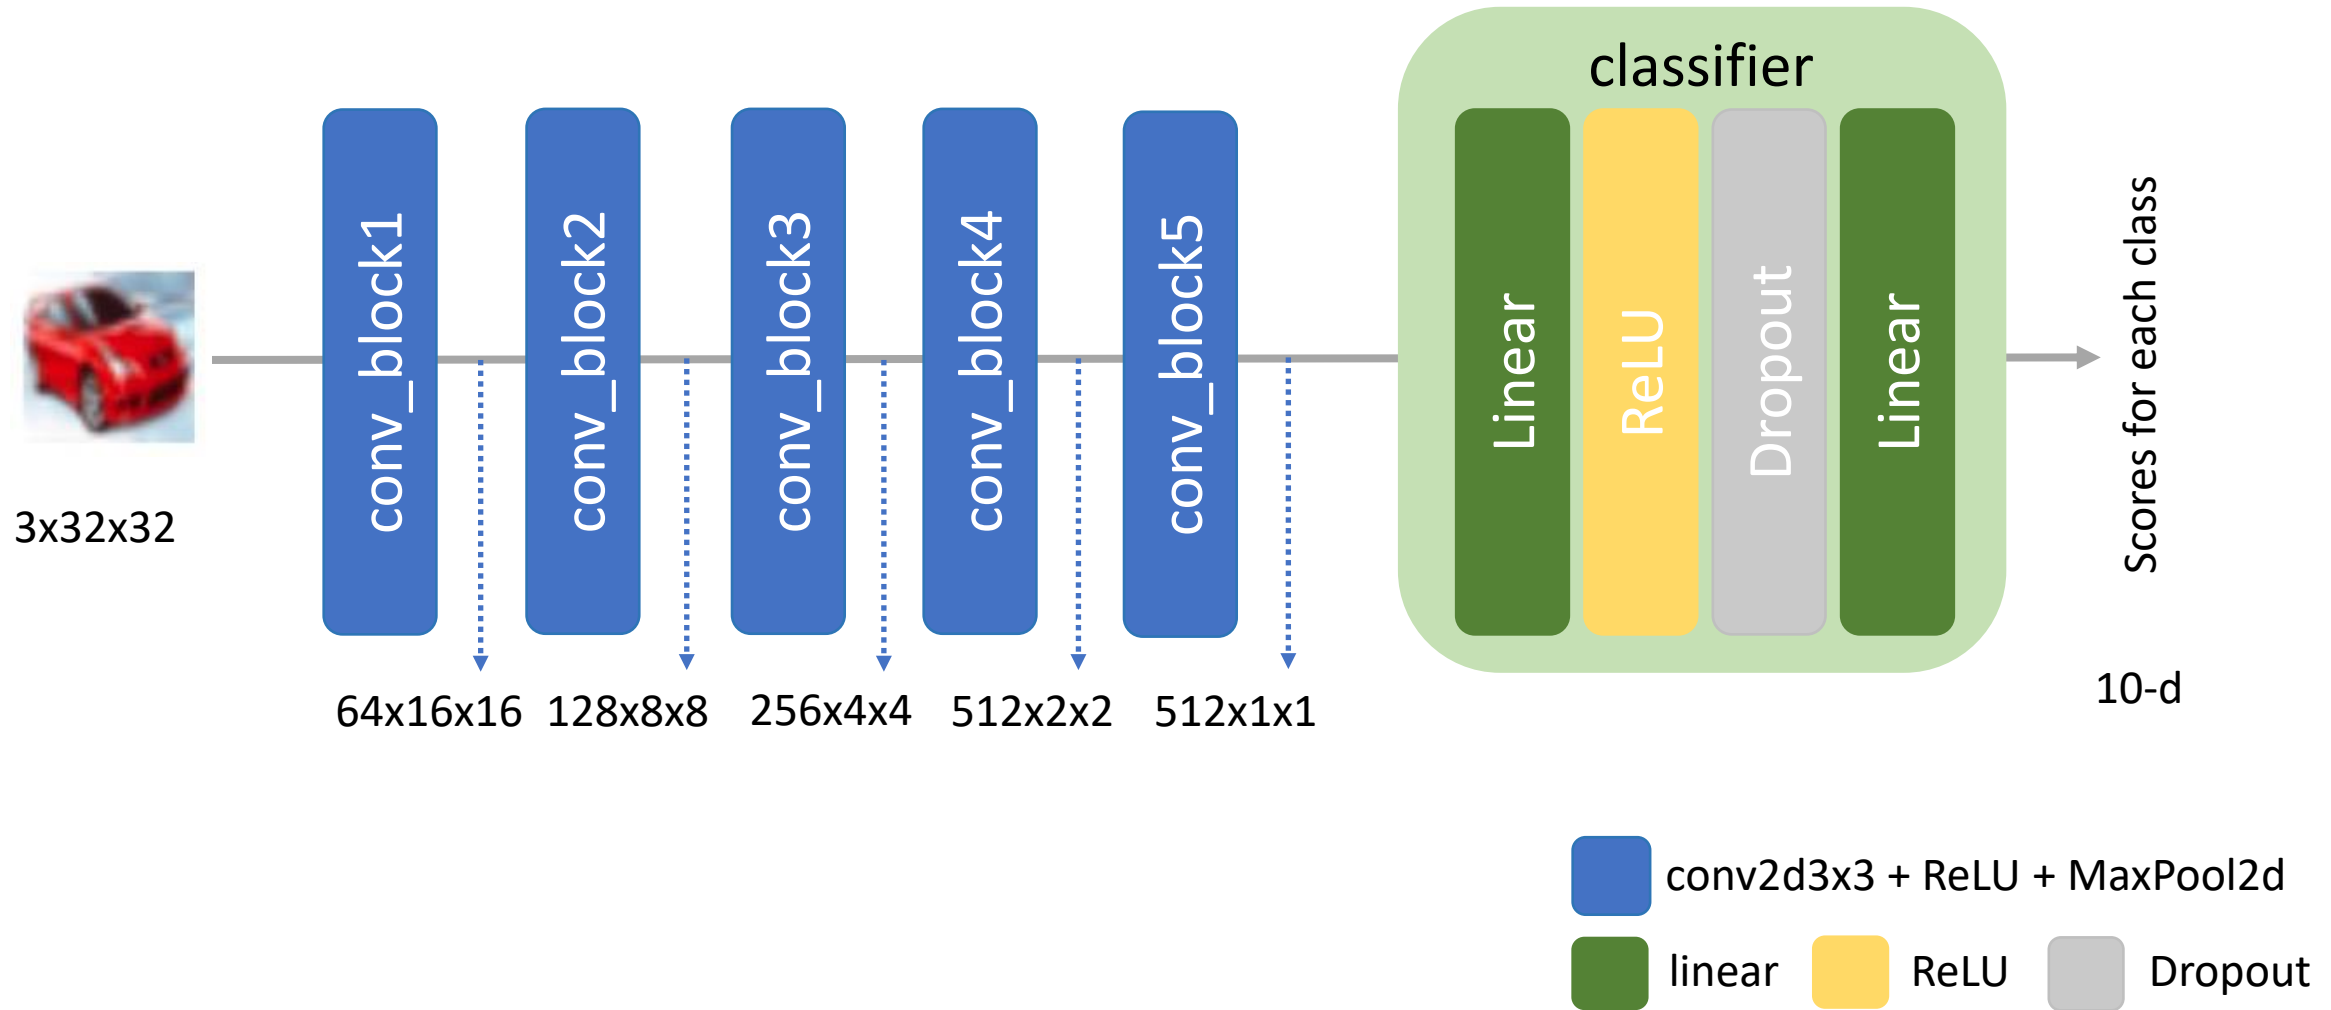 classifier
conv_block1
conv_block2
conv_block3
conv_block4
conv_block5
Linear
ReLU
Dropout
Linear
Scores for each class
3x32x32
64x16x16
128x8x8
256x4x4
512x2x2
512x1x1
10-d
conv2d3x3 + ReLU + MaxPool2d
linear
ReLU
Dropout